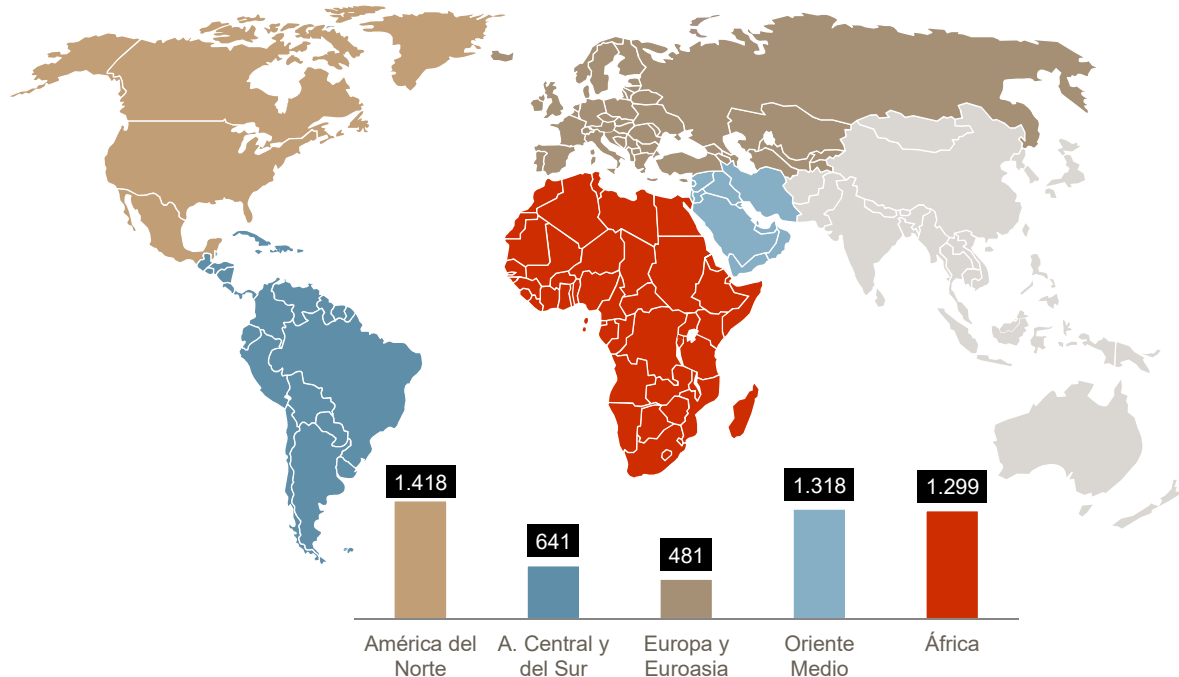 1.418
641
481
1.318
1.299
América del
Norte
A. Central y
del Sur
Europa y
Euroasia
Oriente
Medio
África